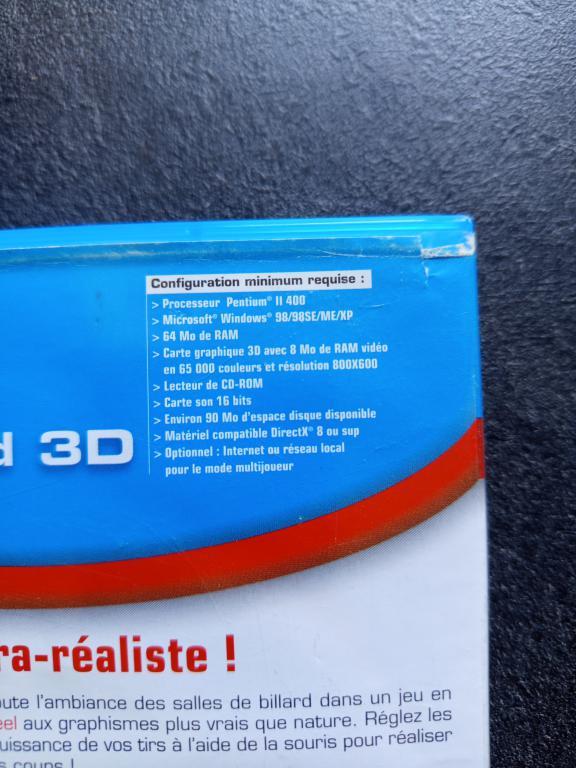 Configuration minimum requise :
> Processeur Pentium® II 400
> Microsoft® Windows® 98/98SE/ME/XP
> 64 Mo de RAM
> Carte graphique 3D avec 8 Mo de RAM vidéo
en 65 000 couleurs et résolution 800X600
> Lecteur de CD-ROM
> Carte son 16 bits
> Environ 90 Mo d'espace disque disponible
> Matériel compatible DirectX® 8 ou sup
> Optionnel : Internet ou réseau local
pour le mode multijoueur
d 3D
ra-réaliste !
oute l'ambiance des salles de billard dans un jeu en
eel aux graphismes plus vrais que nature. Réglez les
uissance de vos tirs à l'aide de la souris pour réaliser
s coups !